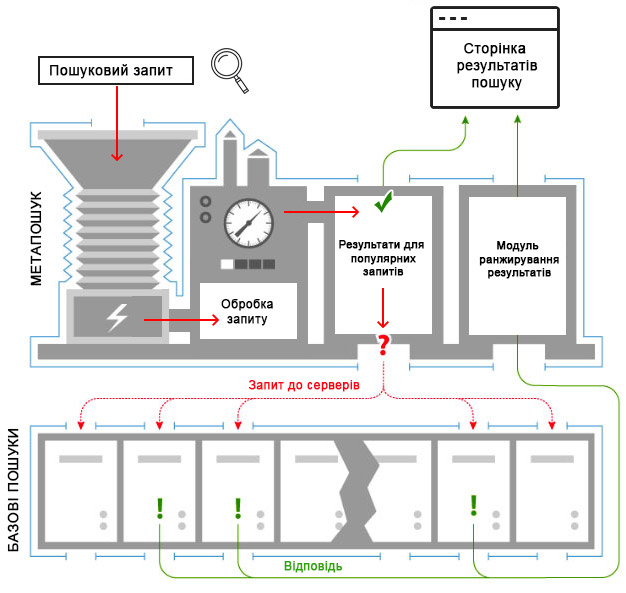 Пошуковий запит
Сторінка
результатів
пошуку
МЕТАПОШУК
Результати для
популярних
запитів
Модуль
ранжирування
результатів
Обробка
запиту
?
Запит до серверів
БАЗОВІ ПОШУКИ
! ! !
Відповідь